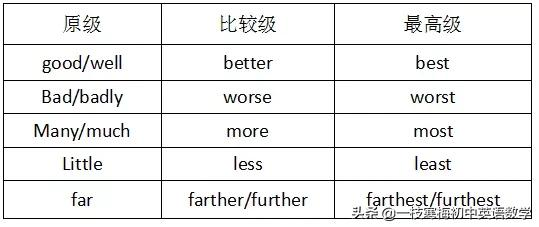 原级 比较级 最高级
good/well better best
Bad/badly worse worst
Many/much more most
Little less least
far farther/further farthest/furthest
头条 @一枝寒梅初中英语数学